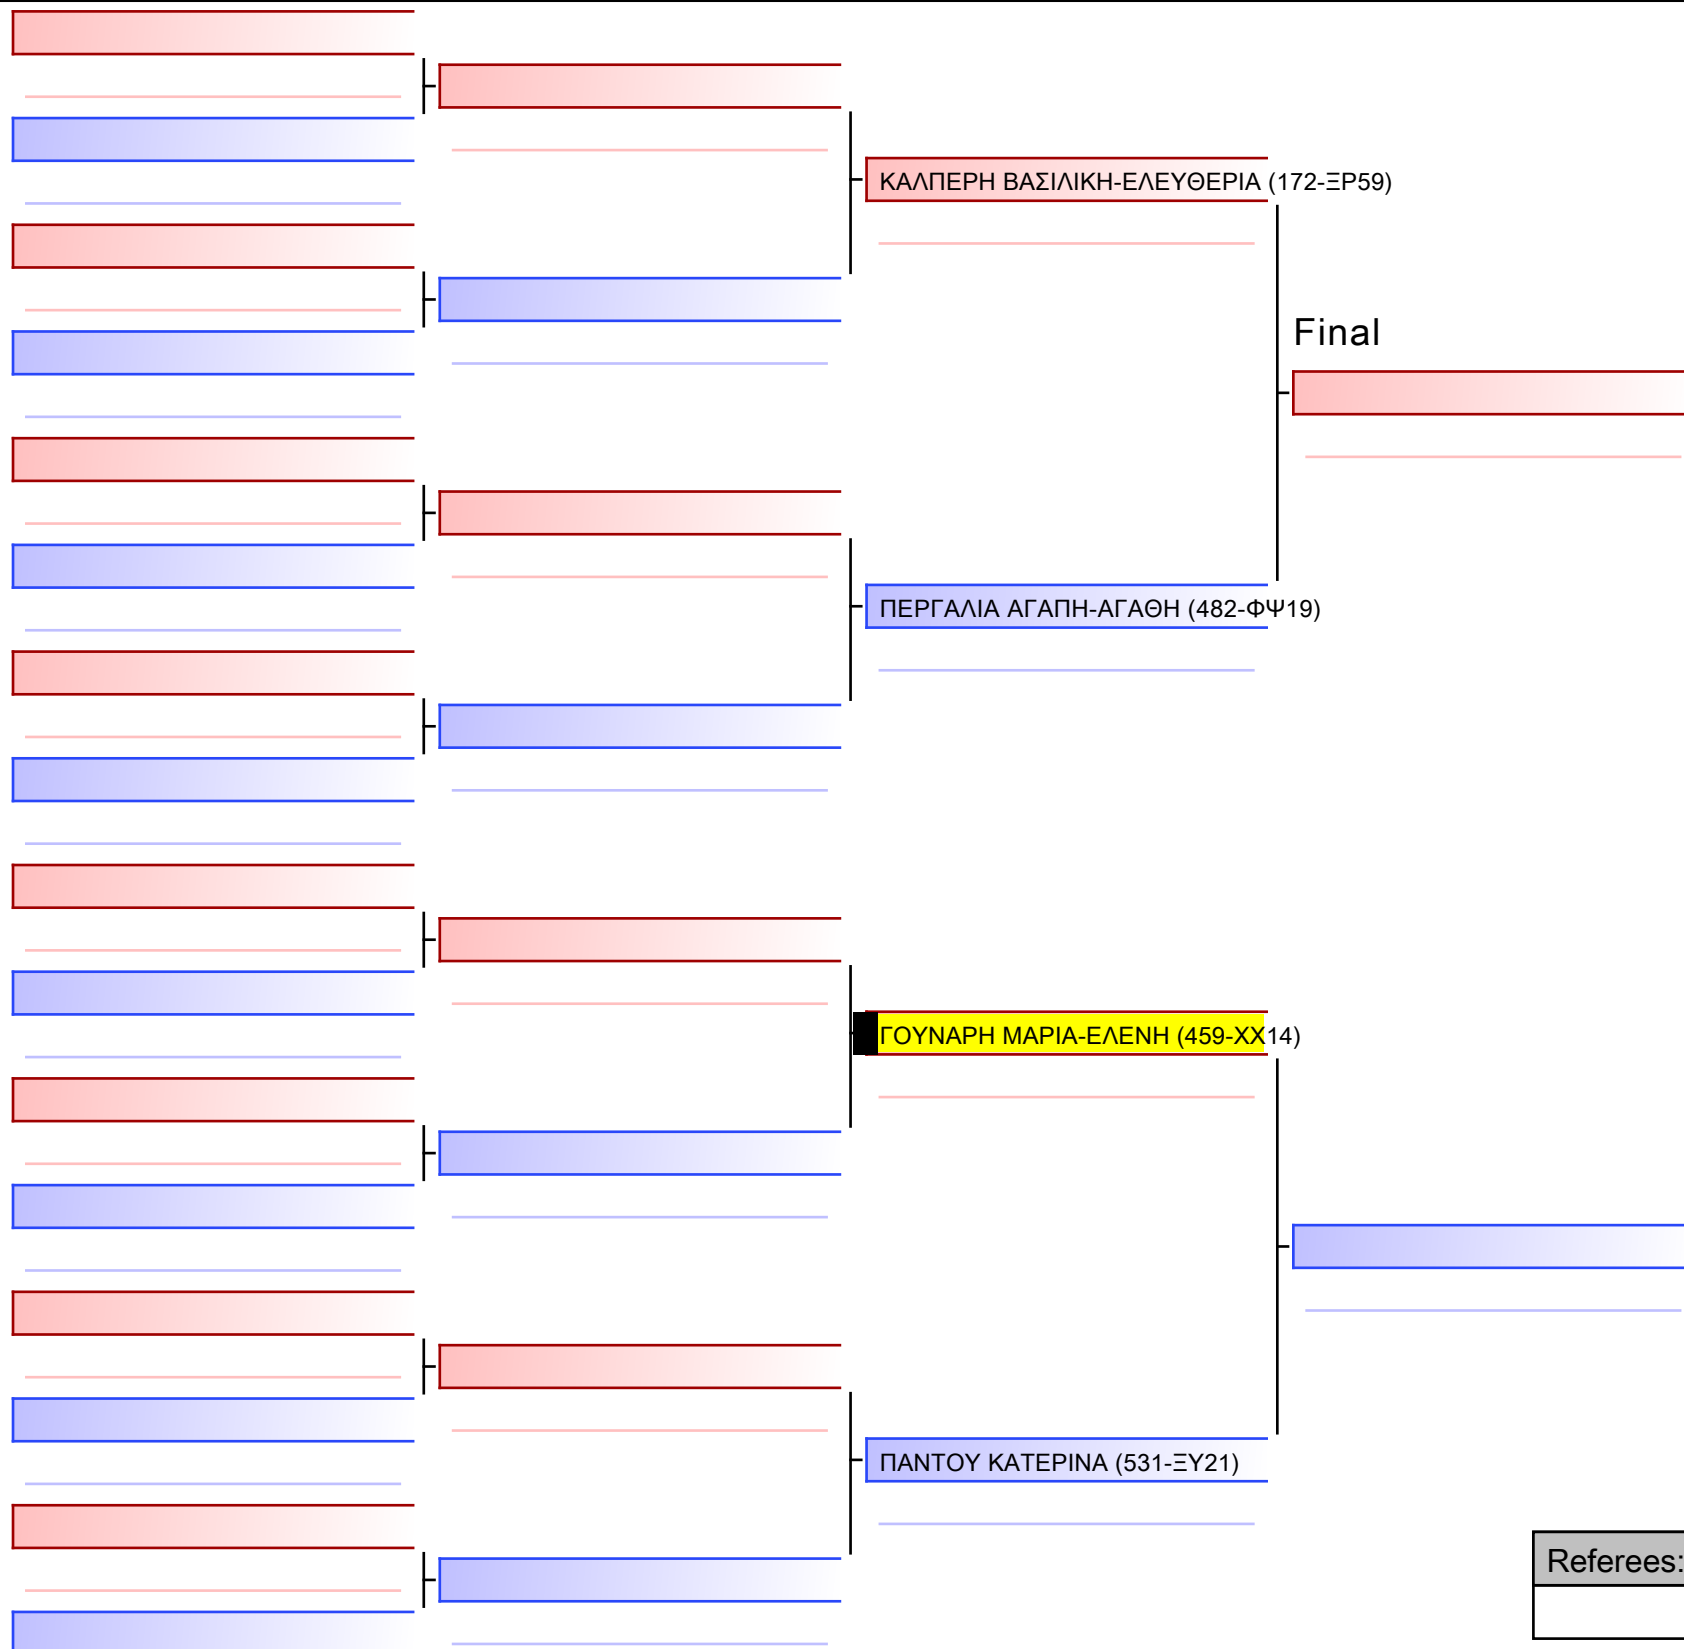 ΚΑΛΠΕΡΗ ΒΑΣΙΛΙΚΗ-ΕΛΕΥΘΕΡΙΑ (172-ΞΡ59)
Final
ΠΕΡΓΑΛΙΑ ΑΓΑΠΗ-ΑΓΑΘΗ (482-ΦΨ19)
ΓΟΥΝΑΡΗ ΜΑΡΙΑ-ΕΛΕΝΗ (459-ΧΧ14)
ΠΑΝΤΟΥ ΚΑΤΕΡΙΝΑ (531-ΞΥ21)
Referees: